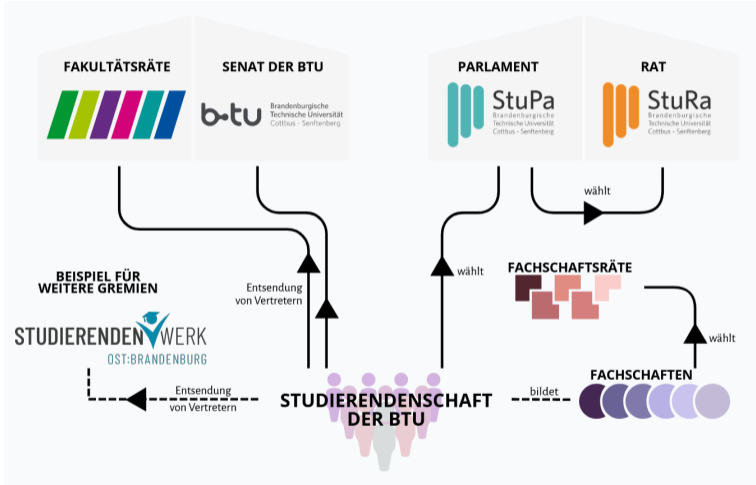 FAKULTÄTSRÄTE
SENAT DER BTU
b-tu
Brandenburgische
Technische Universität
Cottbus - Senftenberg
PARLAMENT
StuPa
Brandenburgische
Technische Universität
Cottbus - Senftenberg
RAT
StuRa
Brandenburgische
Technische Universität
Cottbus - Senftenberg
wählt
BEISPIEL FÜR
WEITERE GREMIEN
STUDIERENDENWERK
OST:BRANDENBURG
Entsendung
von Vertretern
wählt
FACHSCHAFTSRÄTE
wählt
Entsendung
von Vertretern
STUDIERENDENSCHAFT
DER BTU
bildet
FACHSCHAFTEN